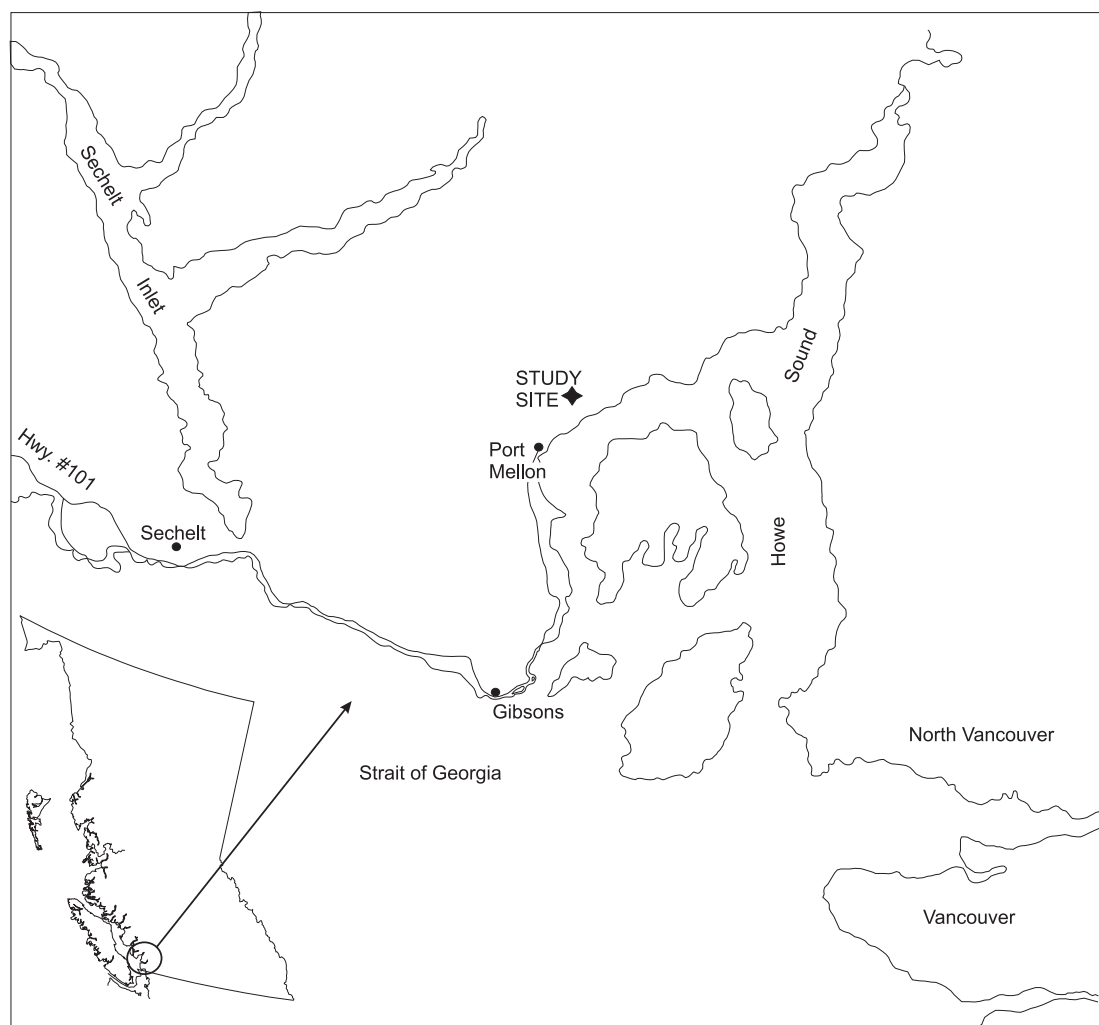 Sechelt
Inlet
Sound
STUDY
SITE
Port
Mellon
Hwy. #101
Sechelt
Howe
Gibsons
North Vancouver
Strait of Georgia
Vancouver